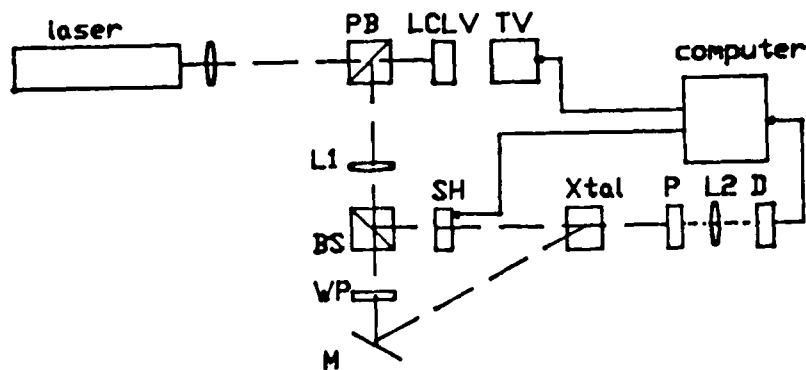 laser
PB LCLV TV
computer
L1
SH Xtal P L2 D
BS
WP
M